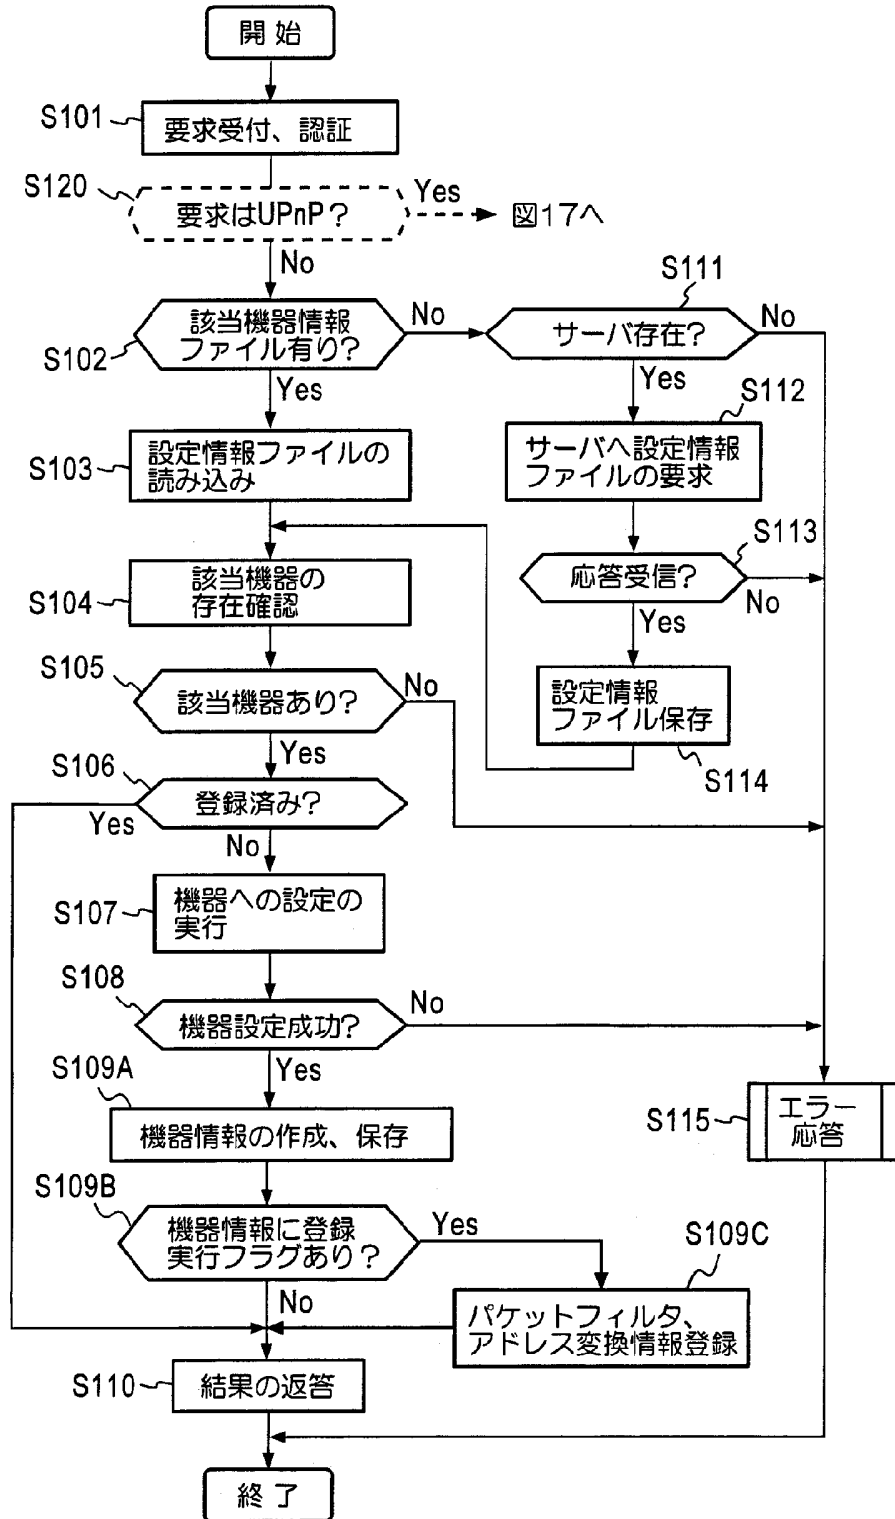 開始
S101
要求受付、認証
S120
要求はUPnP?
Yes
図17へ
No
S102
該当機器情報
ファイル有り?
No
Yes
S111
サーバ存在?
No
Yes
S103
設定情報ファイルの
読み込み
S112
サーバへ設定情報
ファイルの要求
S104
該当機器の
存在確認
S113
応答受信?
No
Yes
S105
該当機器あり?
No
Yes
設定情報
ファイル保存
S114
S106
登録済み?
Yes
No
S107
機器への設定の
実行
S108
機器設定成功?
No
Yes
S109A
機器情報の作成、保存
S115
エラー
応答
S109B
機器情報に登録
実行フラグあり?
Yes
No
S109C
パケットフィルタ、
アドレス変換情報登録
S110
結果の返答
終了